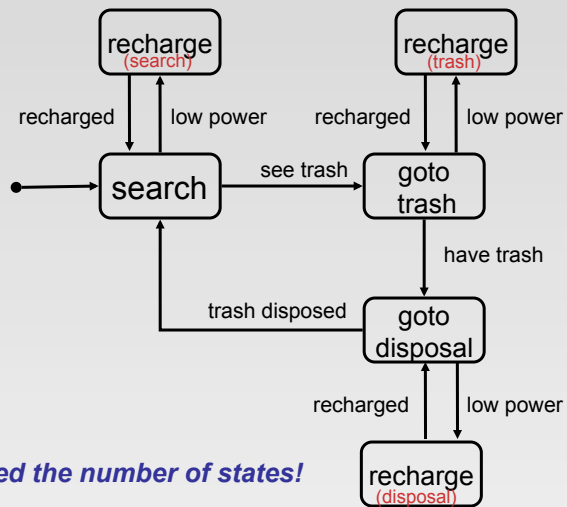 recharge
(search)
recharge
(trash)
recharged
low power
recharged
low power
search
see trash
goto
trash
have trash
trash disposed
goto
disposal
recharged
low power
ed the number of states!
recharge
(disposal)